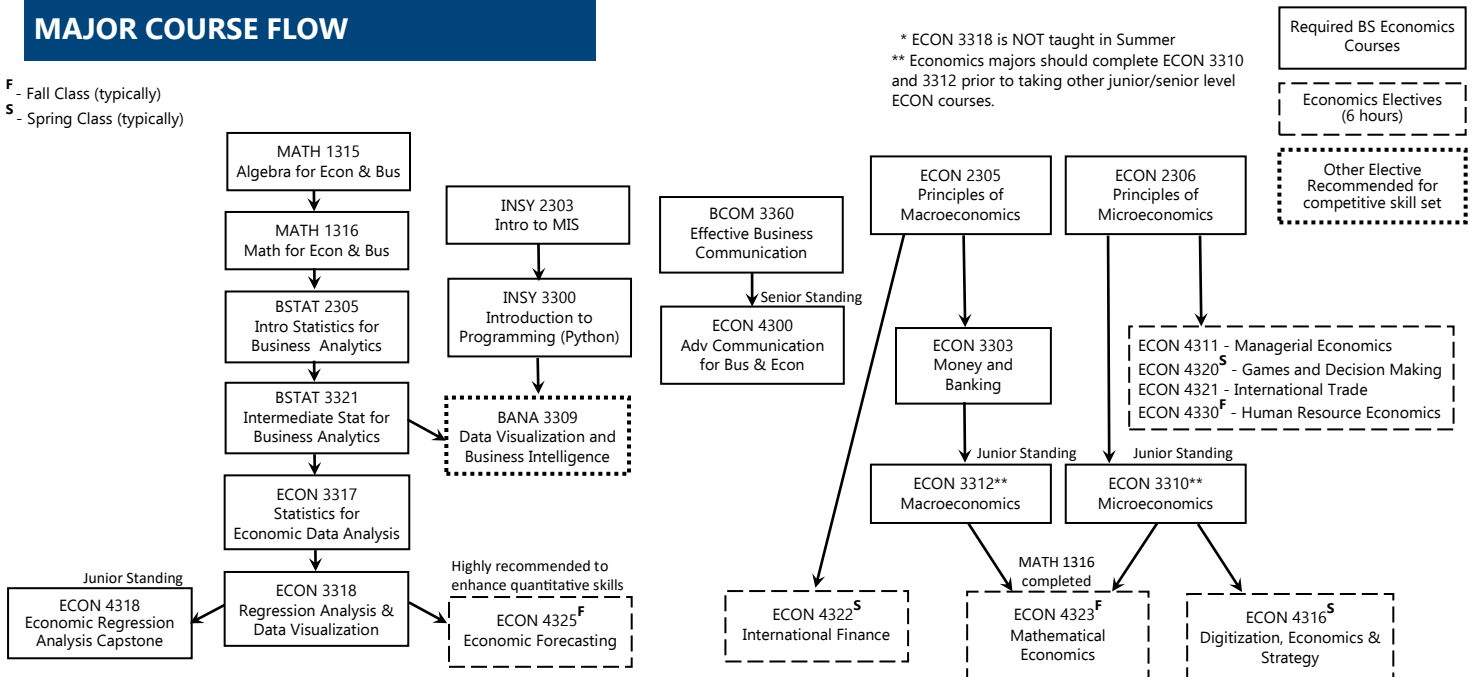 MAJOR COURSE FLOW
F - Fall Class (typically)
S - Spring Class (typically)
* ECON 3318 is NOT taught in Summer
** Economics majors should complete ECON 3310
and 3312 prior to taking other junior/senior level
ECON courses.
Required BS Economics
Courses
Economics Electives
(6 hours)
Other Elective
Recommended for
competitive skill set
MATH 1315
Algebra for Econ & Bus
MATH 1316
Math for Econ & Bus
BSTAT 2305
Intro Statistics for
Business Analytics
BSTAT 3321
Intermediate Stat for
Business Analytics
ECON 3317
Statistics for
Economic Data Analysis
ECON 3318
Regression Analysis &
Data Visualization
Junior Standing
ECON 4318
Economic Regression
Analysis Capstone
Highly recommended to
enhance quantitative skills
ECON 4325F
Economic Forecasting
INSY 2303
Intro to MIS
INSY 3300
Introduction to
Programming (Python)
BANA 3309
Data Visualization and
Business Intelligence
BCOM 3360
Effective Business
Communication
Senior Standing
ECON 4300
Adv Communication
for Bus & Econ
ECON 2305
Principles of
Macroeconomics
ECON 3303
Money and
Banking
Junior Standing
ECON 3312**
Macroeconomics
ECON 2306
Principles of
Microeconomics
ECON 4311 - Managerial Economics
ECON 4320S - Games and Decision Making
ECON 4321 - International Trade
ECON 4330F - Human Resource Economics
Junior Standing
ECON 3310**
Microeconomics
ECON 4322S
International Finance
MATH 1316
completed
ECON 4323F
Mathematical
Economics
ECON 4316S
Digitization, Economics &
Strategy